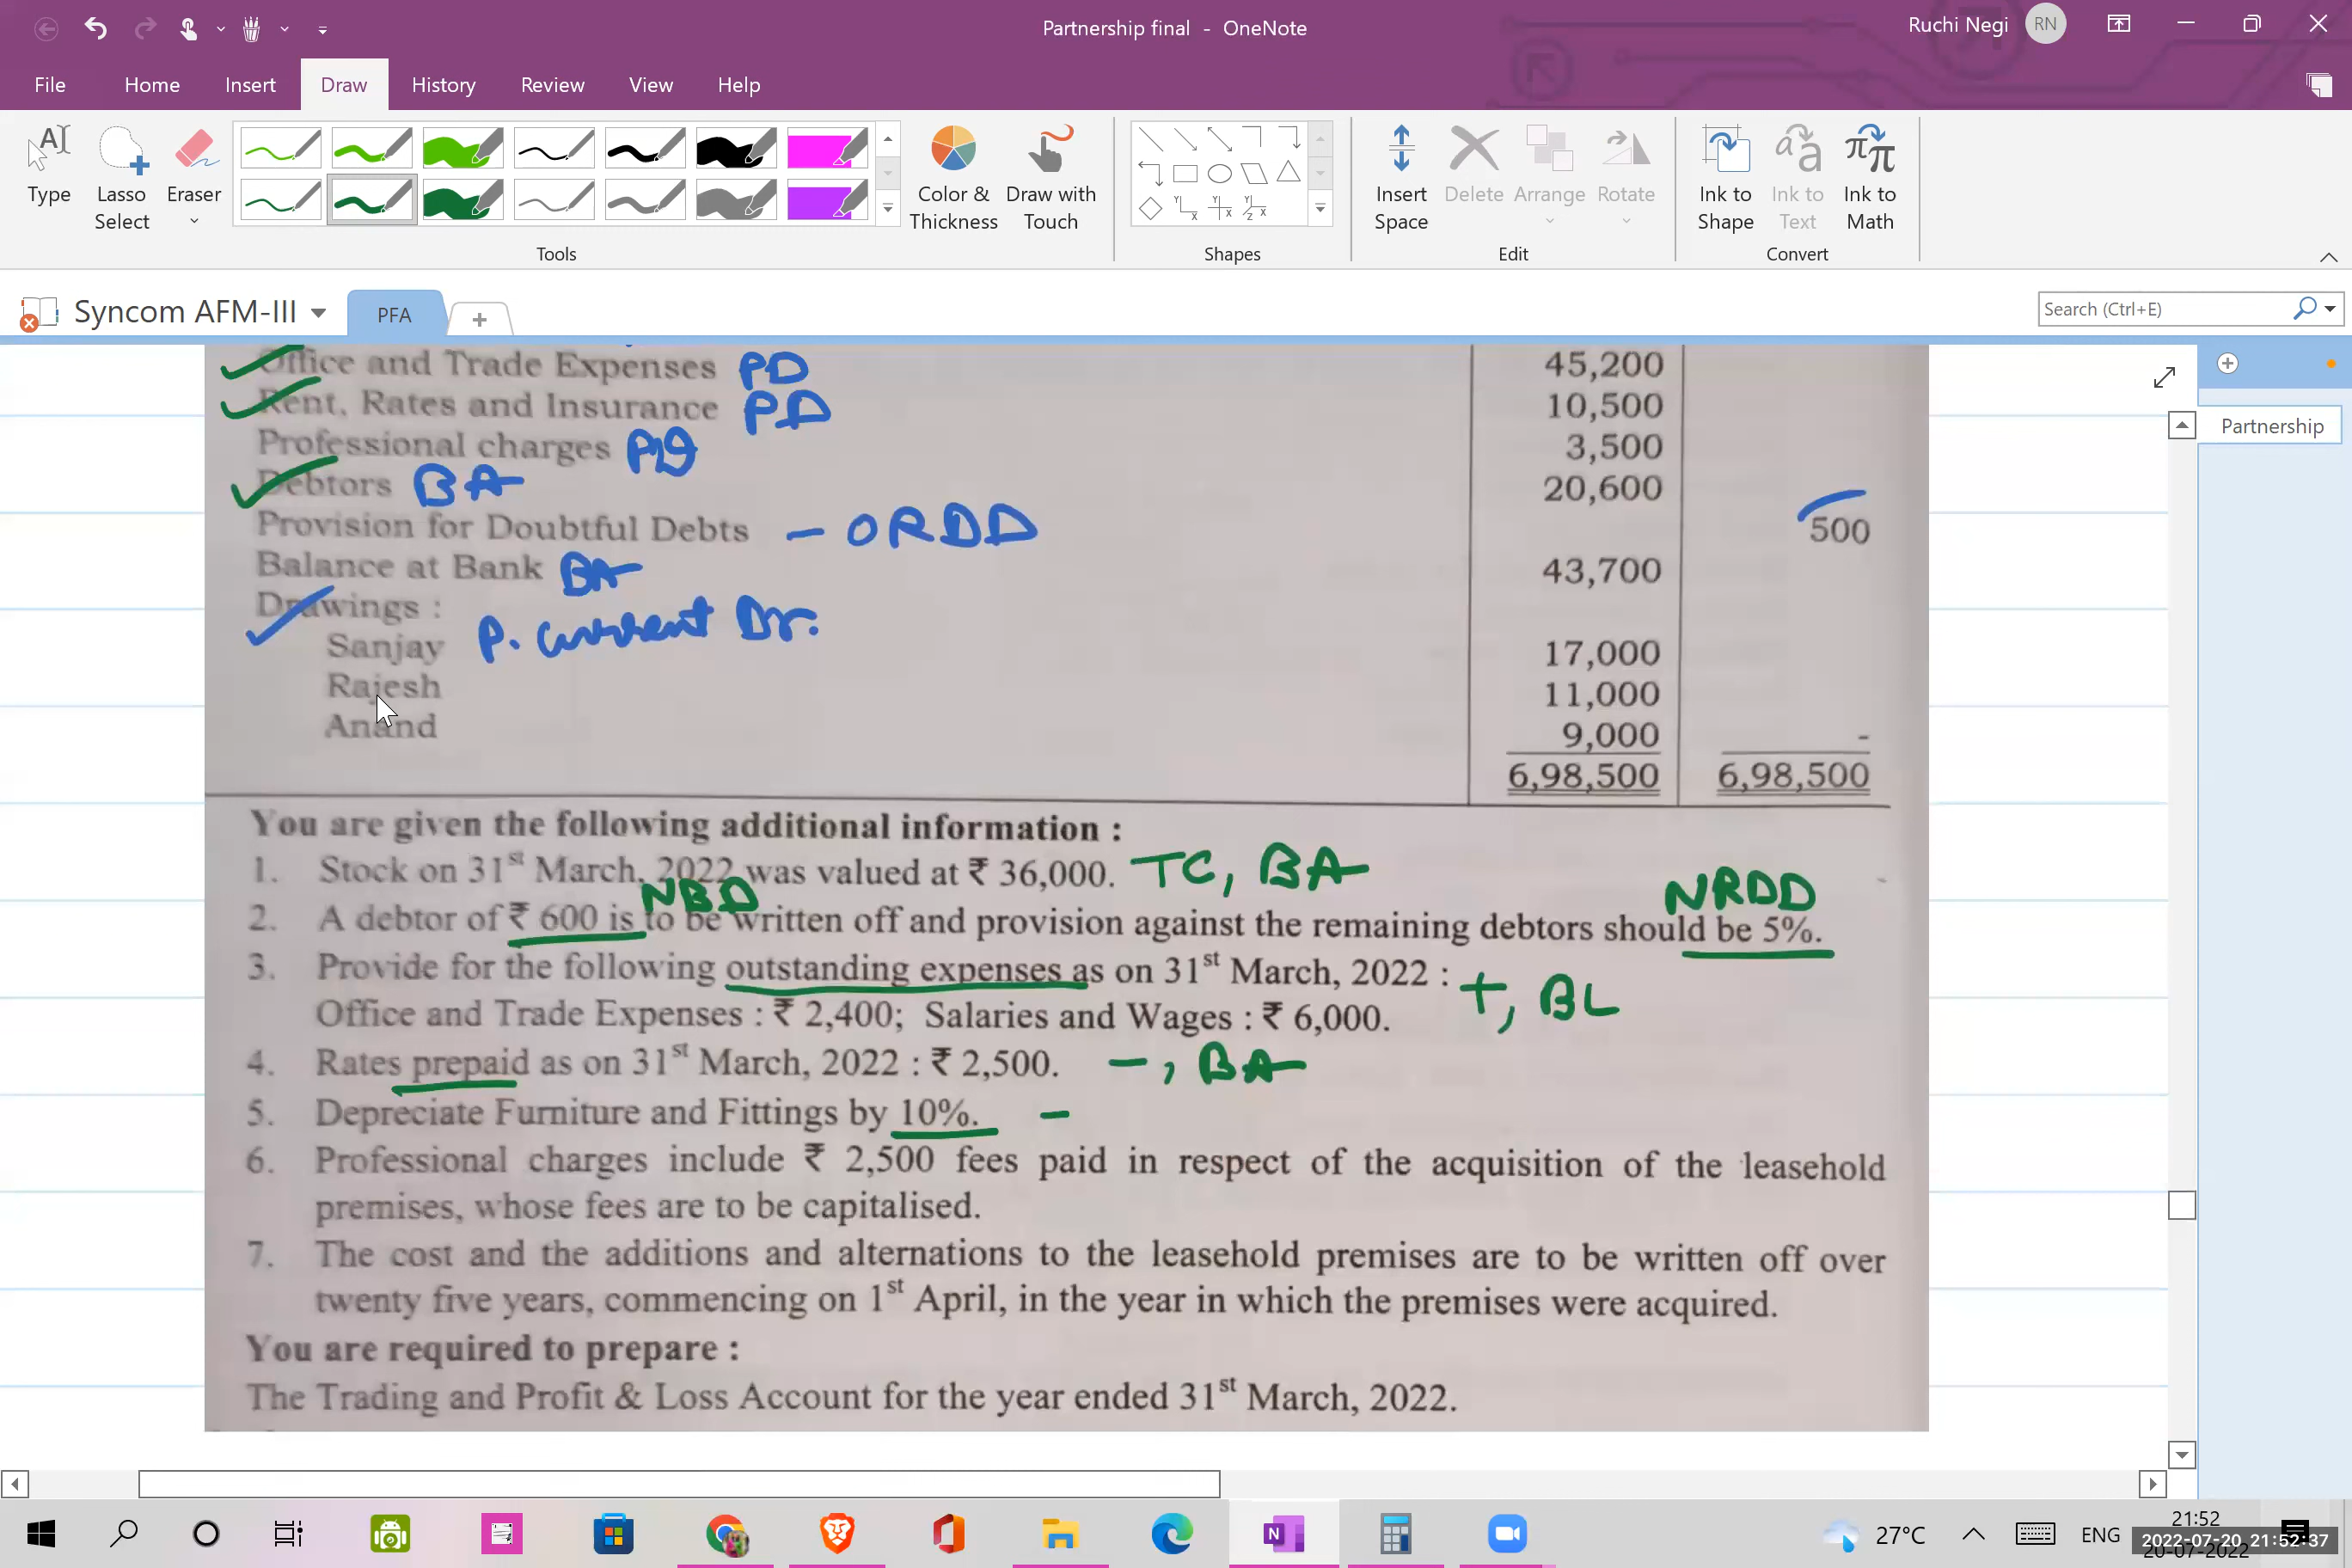 Partnership final - OneNote
Ruchi Negi RN
File Home Insert Draw History Review View Help
Type
Lasso Select
Eraser
Color & Thickness
Draw with Touch
Insert Space
Delete
Arrange
Rotate
Ink to Shape
Ink to Text
Ink to Math
Tools Shapes Edit Convert
Syncom AFM-III PFA
Search (Ctrl+E)
Partnership
Office and Trade Expenses PD 45,200
Rent, Rates and Insurance PD 10,500
Professional charges PD 3,500
Debtors BA 20,600
Provision for Doubtful Debts - ORDD 500
Balance at Bank BA 43,700
Drawings :
Sanjay P. current Dr. 17,000
Rajesh 11,000
Anand 9,000 -
6,98,500 6,98,500
You are given the following additional information :
1. Stock on 31st March, 2022 was valued at ₹ 36,000. TC, BA
NBD NRDD
2. A debtor of ₹ 600 is to be written off and provision against the remaining debtors should be 5%.
3. Provide for the following outstanding expenses as on 31st March, 2022 :
Office and Trade Expenses : ₹ 2,400; Salaries and Wages : ₹ 6,000. +, BL
4. Rates prepaid as on 31st March, 2022 : ₹ 2,500. -, BA
5. Depreciate Furniture and Fittings by 10%. -
6. Professional charges include ₹ 2,500 fees paid in respect of the acquisition of the leasehold
premises, whose fees are to be capitalised.
7. The cost and the additions and alternations to the leasehold premises are to be written off over
twenty five years, commencing on 1st April, in the year in which the premises were acquired.
You are required to prepare :
The Trading and Profit & Loss Account for the year ended 31st March, 2022.
27°C ENG
21:52
2022-07-20_21:52:37
20-07-2022